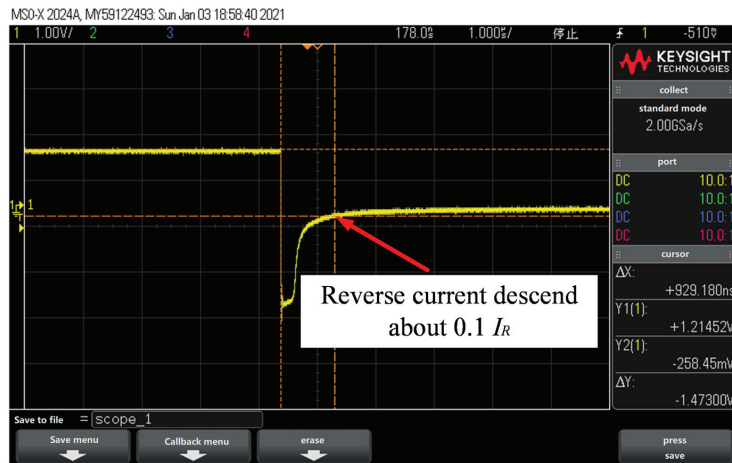 MSO-X 2024A, MY59122493: Sun Jan 03 18:58:40 2021
1 1.00V/ 2 3 4 178.0ns 1.000us/ 停止 1 -510mV
KEYSIGHT
TECHNOLOGIES
collect
standard mode
2.00GSa/s
port
DC 10.0:1
DC 10.0:1
DC 10.0:1
DC 10.0:1
cursor
ΔX:
+929.180ns
Y1(1):
+1.21452V
Y2(1):
-258.45mV
ΔY:
-1.47300V
1
Reverse current descend
about 0.1 IR
Save to file = scope_1
Save menu Callback menu erase press
save